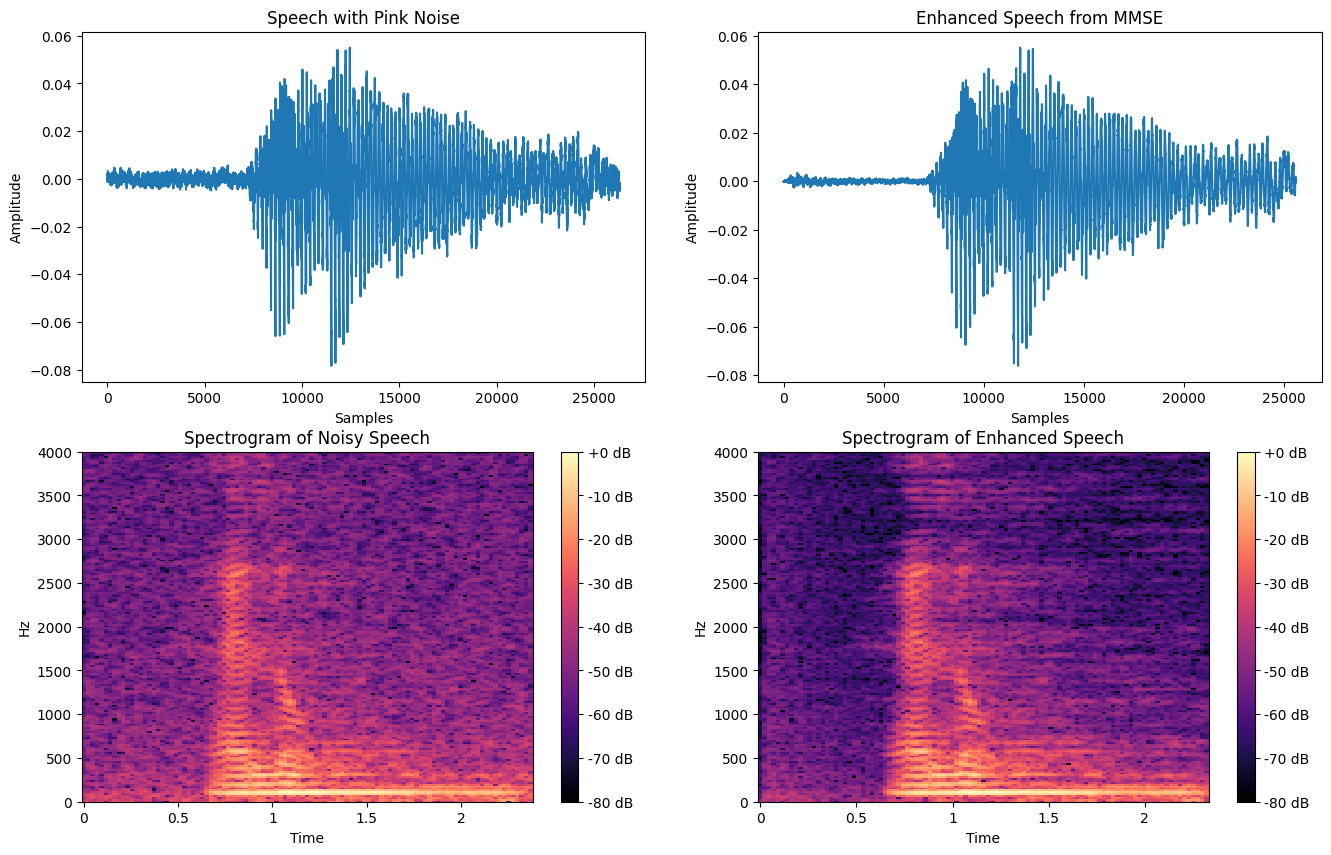 Speech with Pink Noise
0.06
0.04
0.02
0.00
−0.02
−0.04
−0.06
−0.08
Amplitude
0
5000
10000
15000
20000
25000
Samples
Enhanced Speech from MMSE
0.06
0.04
0.02
0.00
−0.02
−0.04
−0.06
−0.08
Amplitude
0
5000
10000
15000
20000
25000
Samples
Spectrogram of Noisy Speech
4000
3500
3000
2500
2000
1500
1000
500
0
Hz
0
0.5
1
1.5
2
Time
+0 dB
-10 dB
-20 dB
-30 dB
-40 dB
-50 dB
-60 dB
-70 dB
-80 dB
Spectrogram of Enhanced Speech
4000
3500
3000
2500
2000
1500
1000
500
0
Hz
0
0.5
1
1.5
2
Time
+0 dB
-10 dB
-20 dB
-30 dB
-40 dB
-50 dB
-60 dB
-70 dB
-80 dB